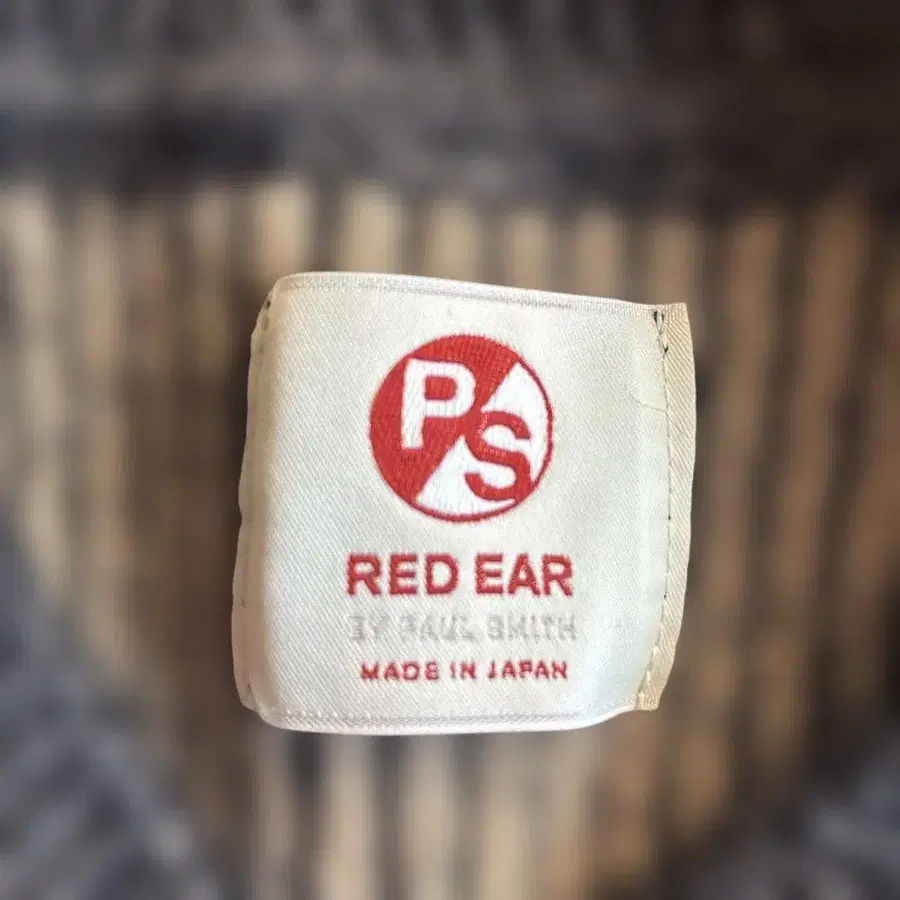 PS
RED EAR
BY PAUL SMITH
MADE IN JAPAN